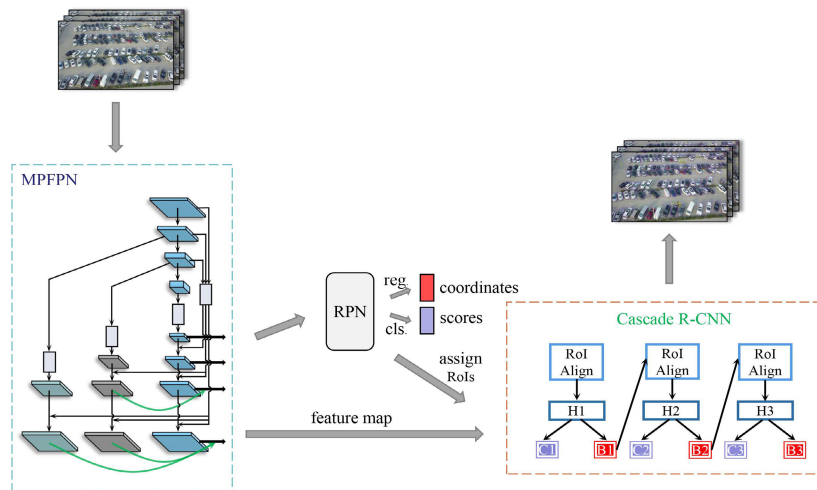 MPFPN
RPN
reg.
coordinates
cls.
scores
assign
RoIs
feature map
Cascade R-CNN
RoI
Align
RoI
Align
RoI
Align
H1
H2
H3
C1
B1
C2
B2
C3
B3